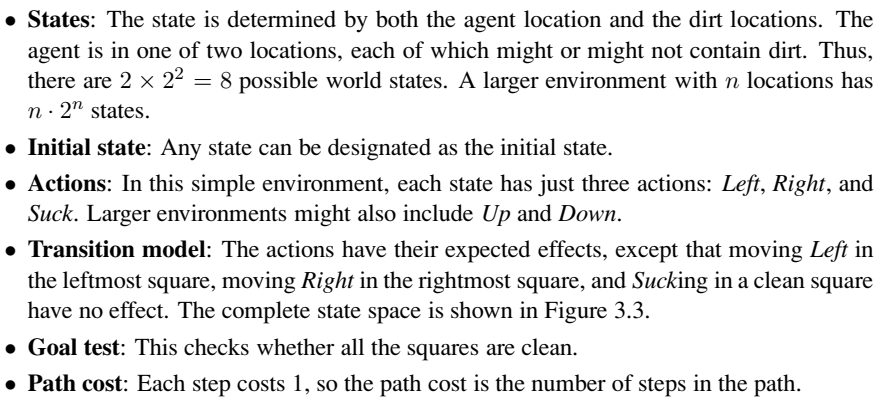 • States: The state is determined by both the agent location and the dirt locations. The
agent is in one of two locations, each of which might or might not contain dirt. Thus,
there are 2 × 2² = 8 possible world states. A larger environment with n locations has
n · 2ⁿ states.
• Initial state: Any state can be designated as the initial state.
• Actions: In this simple environment, each state has just three actions: Left, Right, and
Suck. Larger environments might also include Up and Down.
• Transition model: The actions have their expected effects, except that moving Left in
the leftmost square, moving Right in the rightmost square, and Sucking in a clean square
have no effect. The complete state space is shown in Figure 3.3.
• Goal test: This checks whether all the squares are clean.
• Path cost: Each step costs 1, so the path cost is the number of steps in the path.